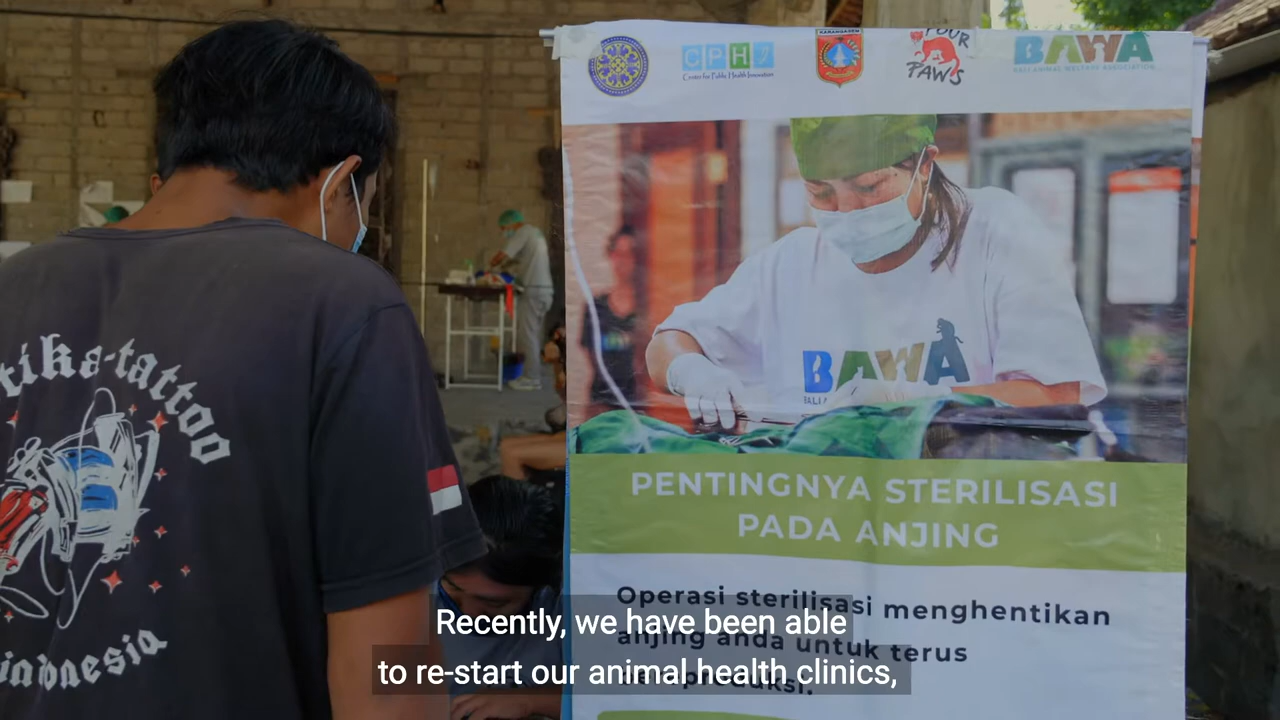 CPHI
Center for Public Health Innovation
KARANGASEM
FOUR
PAWS
BAWA
BALI ANIMAL WELFARE ASSOCIATION
BAWA
PENTINGNYA STERILISASI
PADA ANJING
Operasi sterilisasi menghentikan
anjing anda untuk terus
tika-tattoo
indonesia
Recently, we have been able
to re-start our animal health clinics,